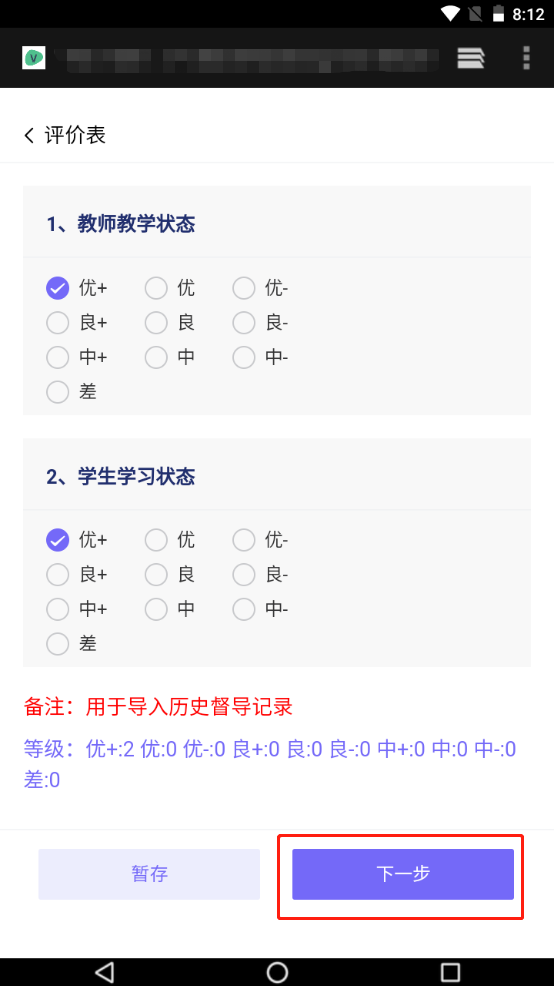 8:12
V
评价表
1、教师教学状态
优+ 优 优-
良+ 良 良-
中+ 中 中-
差
2、学生学习状态
优+ 优 优-
良+ 良 良-
中+ 中 中-
差
备注：用于导入历史督导记录
等级：优+:2 优:0 优-:0 良+:0 良:0 良-:0 中+:0 中:0 中-:0
差:0
暂存 下一步